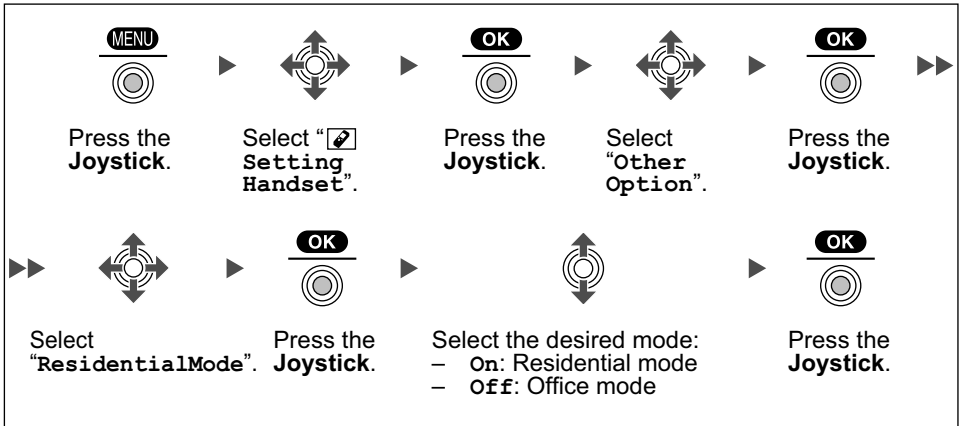 MENU
OK
OK
Press the
Joystick.
Select “
Setting
Handset”.
Press the
Joystick.
Select
“Other
Option”.
Press the
Joystick.
OK
OK
Select
“ResidentialMode”.
Press the
Joystick.
Select the desired mode:
– On: Residential mode
– Off: Office mode
Press the
Joystick.